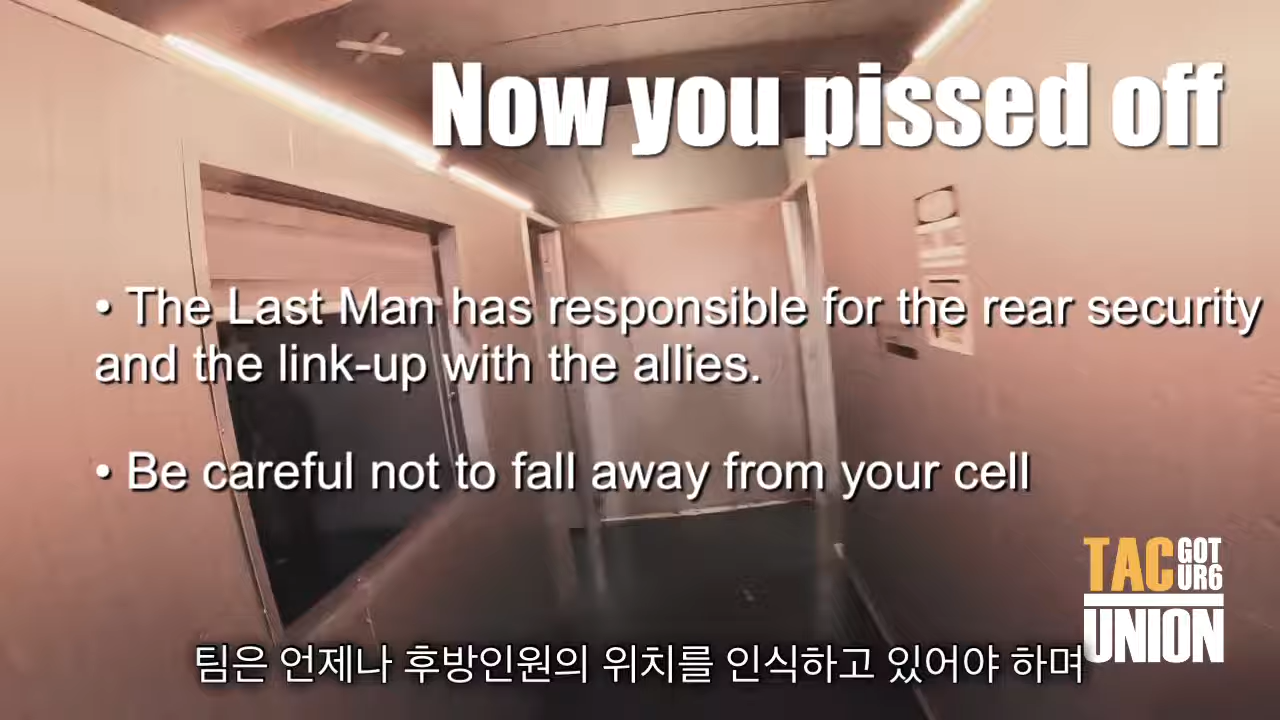 Now you pissed off
• The Last Man has responsible for the rear security
and the link-up with the allies.
• Be careful not to fall away from your cell
TAC GOT UR6
UNION
팀은 언제나 후방인원의 위치를 인식하고 있어야 하며